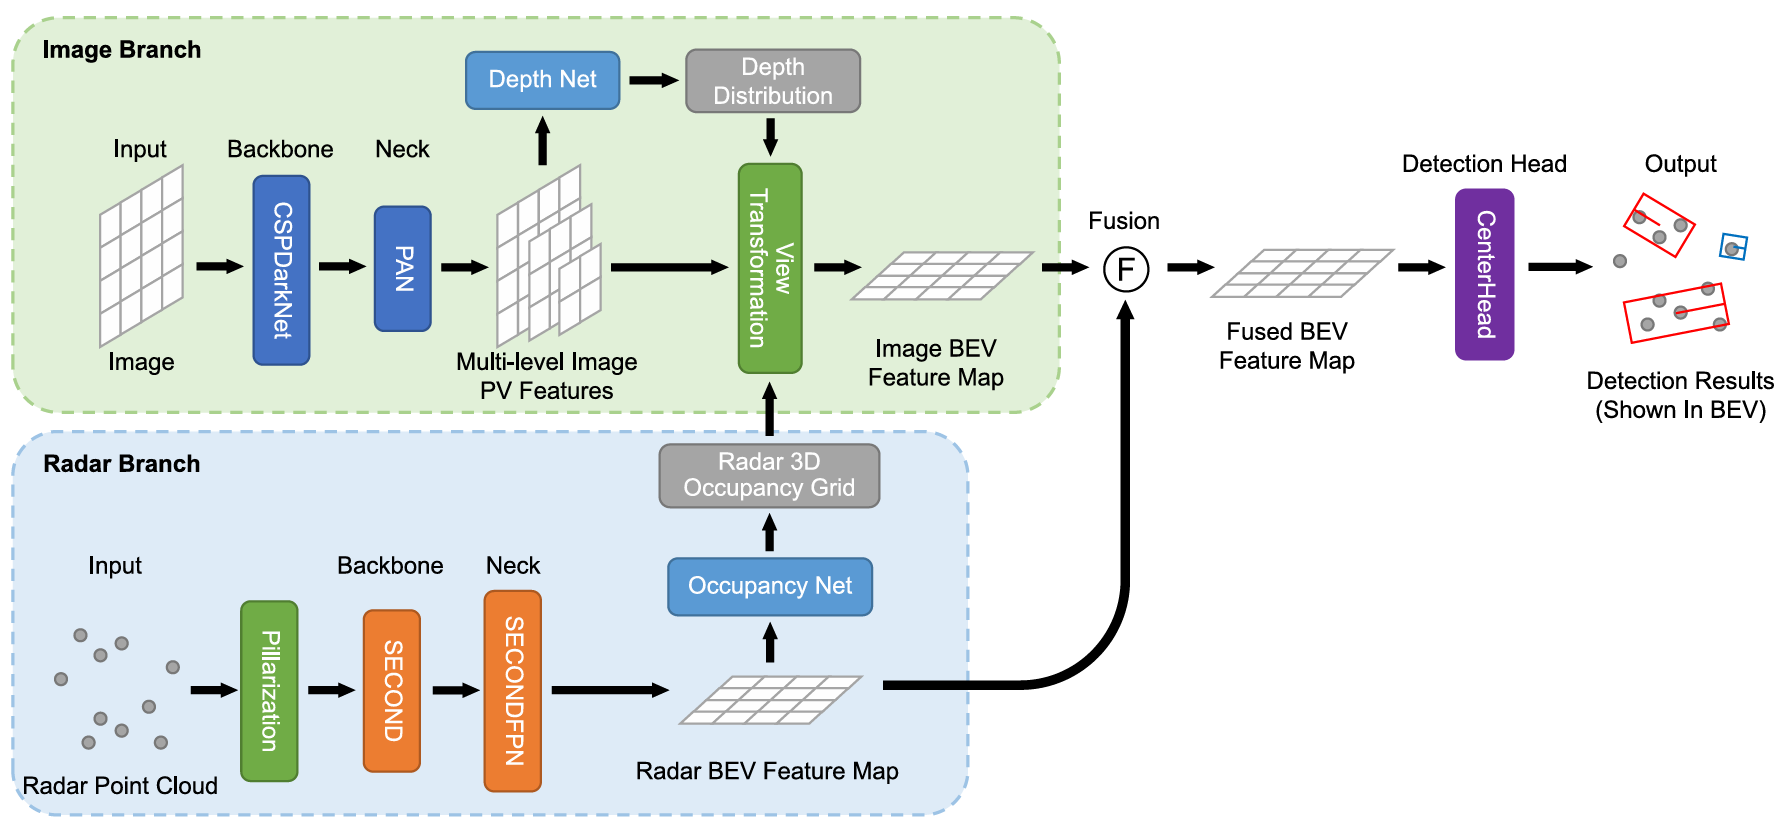 Image Branch
Depth Net
Depth
Distribution
Input
Backbone
Neck
CSPDarkNet
PAN
View
Transformation
Image
Multi-level Image
PV Features
Image BEV
Feature Map
Fusion
F
Fused BEV
Feature Map
Detection Head
CenterHead
Output
Detection Results
(Shown In BEV)
Radar Branch
Radar 3D
Occupancy Grid
Occupancy Net
Input
Backbone
Neck
Pillarization
SECOND
SECONDFPN
Radar Point Cloud
Radar BEV Feature Map